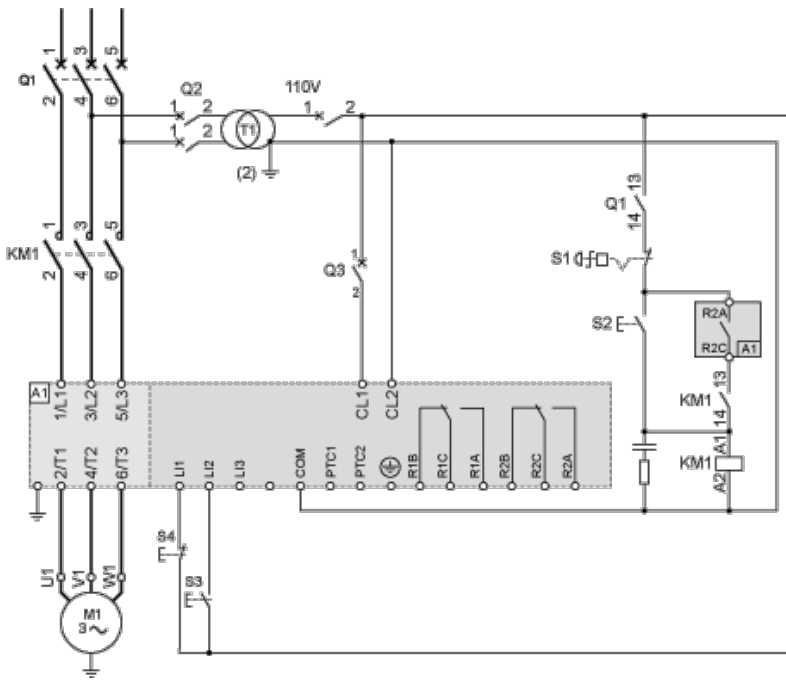 1 3 5
Q1
2 4 6
Q2
1 2
1 2
T1
(2)
110V
1 2
KM1
1 3 5
2 4 6
Q3
1
2
Q1
13
14
S1
S2
R2A
R2C
A1
KM1
13
14
KM1
A1
A2
A1
1/L1 3/L2 5/L3
CL1 CL2
2/T1 4/T2 6/T3
LI1 LI2 LI3 COM PTC1 PTC2 R1B R1C R1A R2B R2C R2A
S4
S3
U1 V1 W1
M1
3 ~